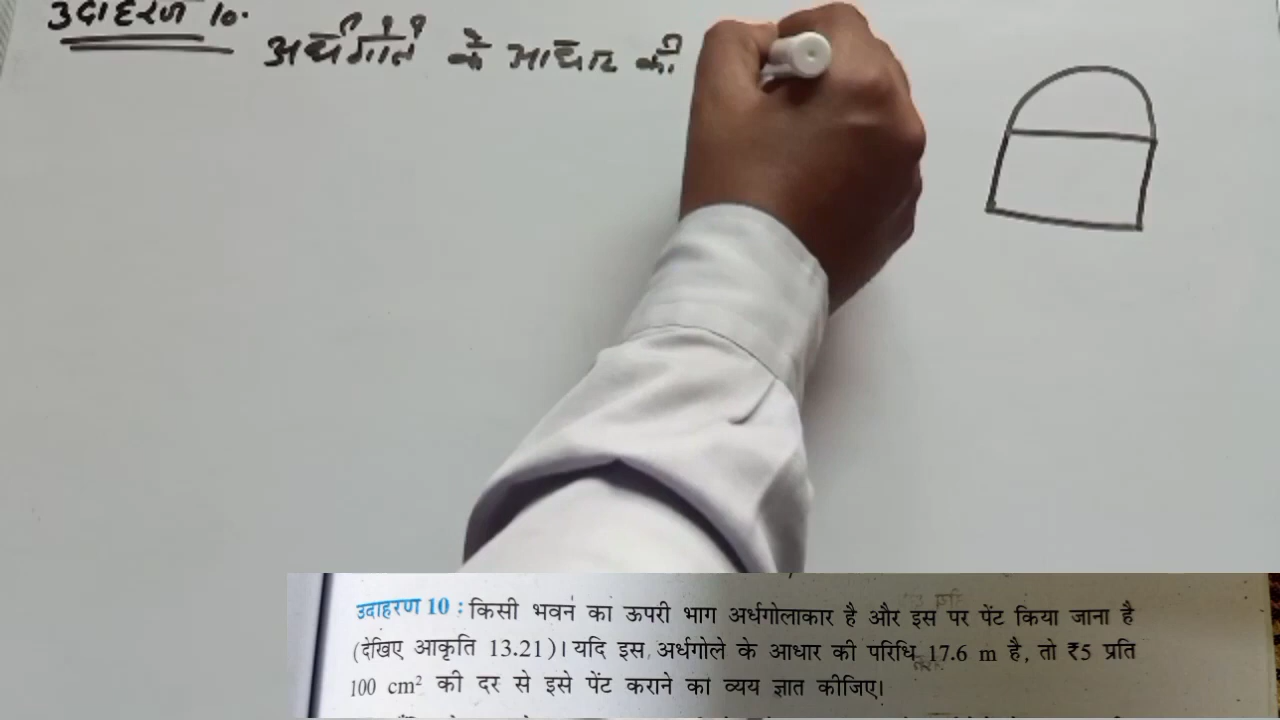 उदाहरण 10.
अर्धगोले के आधार की
उदाहरण 10 : किसी भवन का ऊपरी भाग अर्धगोलाकार है और इस पर पेंट किया जाना है
(देखिए आकृति 13.21)। यदि इस अर्धगोले के आधार की परिधि 17.6 m है, तो ₹5 प्रति
100 cm² की दर से इसे पेंट कराने का व्यय ज्ञात कीजिए।